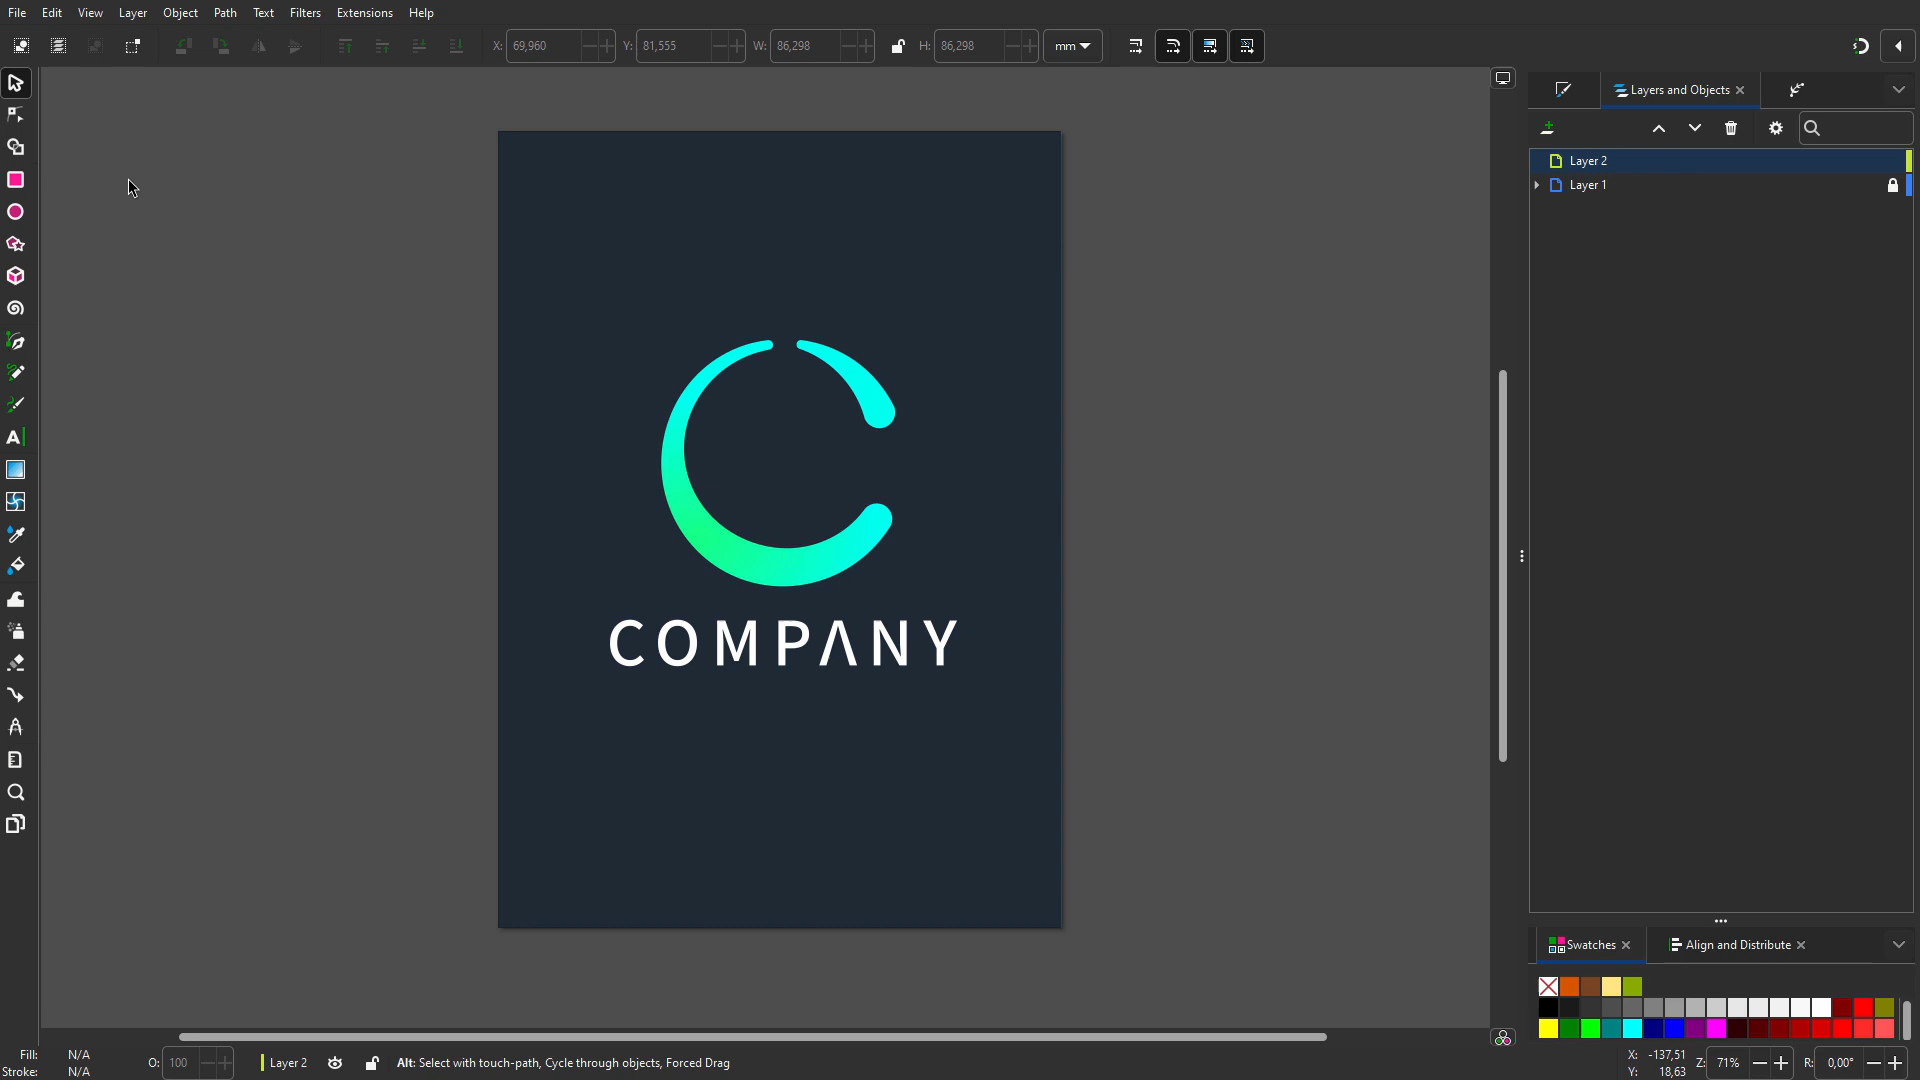 File Edit View Layer Object Path Text Filters Extensions Help
X: 69,960 Y: 81,555 W: 86,298 H: 86,298 mm
Layers and Objects
Layer 2
Layer 1
COMPΛNY
Swatches Align and Distribute
Fill: N/A
Stroke: N/A
O: 100
Layer 2
Alt: Select with touch-path, Cycle through objects, Forced Drag
X: -137,51
Y: 18,63
Z: 71%
R: 0,00°